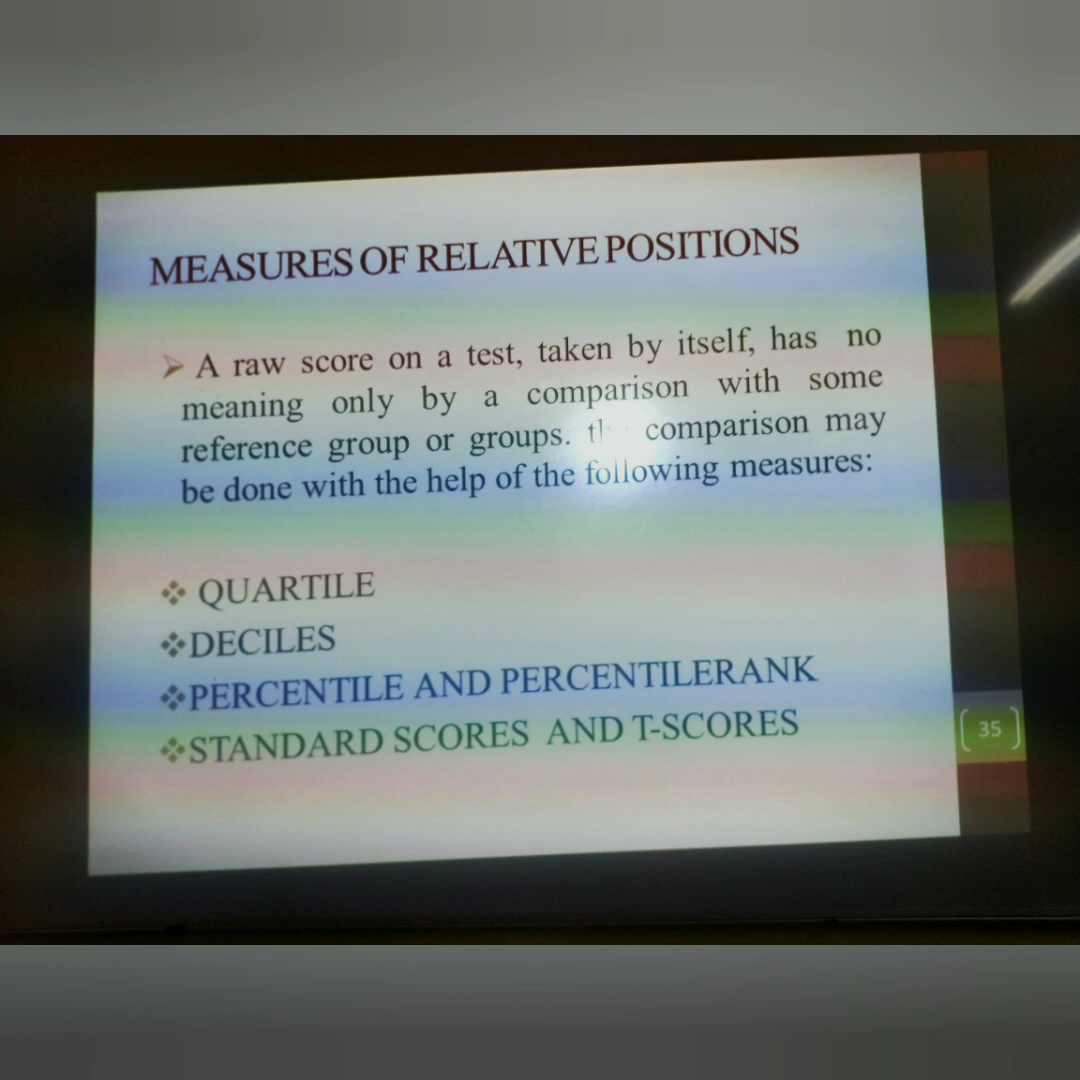 MEASURES OF RELATIVE POSITIONS
A raw score on a test, taken by itself, has no
meaning only by a comparison with some
reference group or groups. comparison may
be done with the help of the following measures:
QUARTILE
DECILES
PERCENTILE AND PERCENTILERANK
STANDARD SCORES AND T-SCORES
35